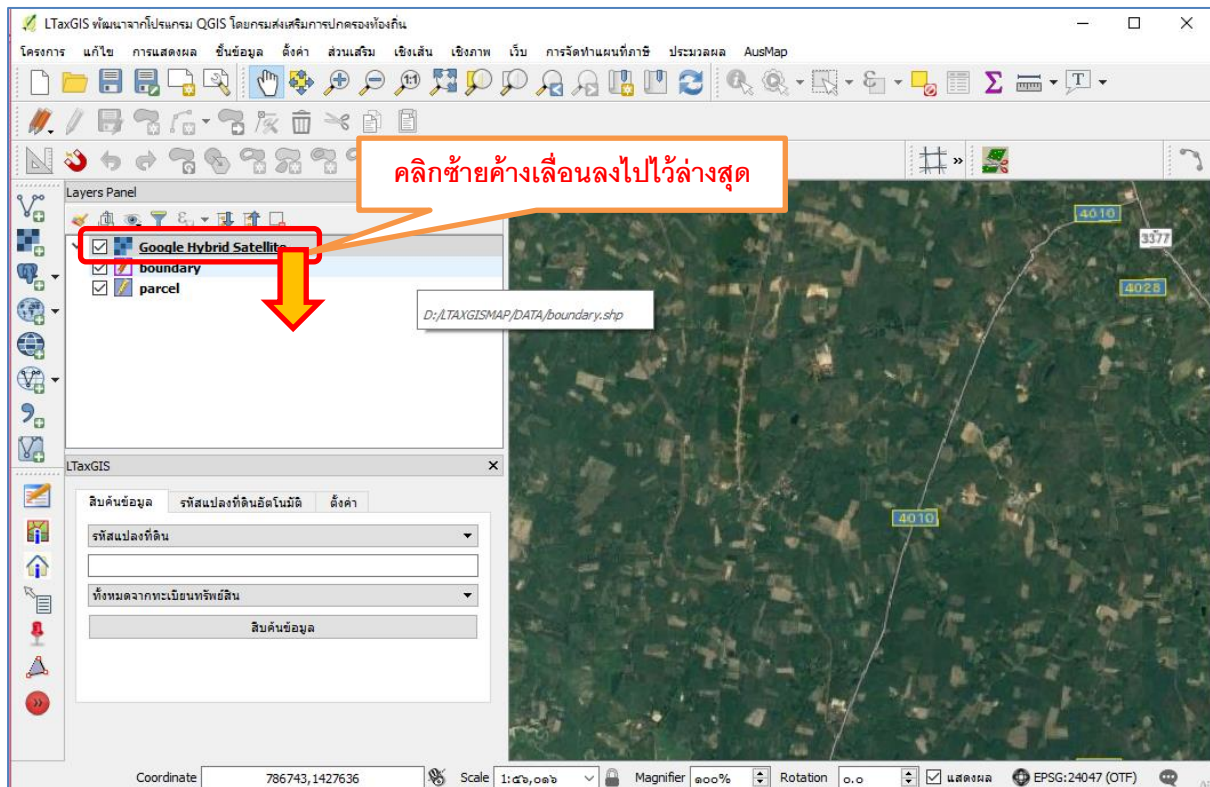 LTaxGIS พัฒนาจากโปรแกรม QGIS โดยกรมส่งเสริมการปกครองท้องถิ่น
โครงการ แก้ไข การแสดงผล ชั้นข้อมูล ตั้งค่า ส่วนเสริม เชิงเส้น เชิงภาพ เว็บ การจัดทำแผนที่ภาษี ประมวลผล AusMap
คลิกซ้ายค้างเลื่อนลงไปไว้ล่างสุด
Layers Panel
Google Hybrid Satellite
boundary
parcel
D:/LTAXGISMAP/DATA/boundary.shp
4010
3377
4028
4010
LTaxGIS
สืบค้นข้อมูล รหัสแปลงที่ดินอัตโนมัติ ตั้งค่า
รหัสแปลงที่ดิน
ทั้งหมดจากทะเบียนทรัพย์สิน
สืบค้นข้อมูล
Coordinate 786743,1427636 Scale 1:๕๖,๐๑๖ Magnifier ๑๐๐% Rotation ๐.๐ แสดงผล EPSG:24047 (OTF)